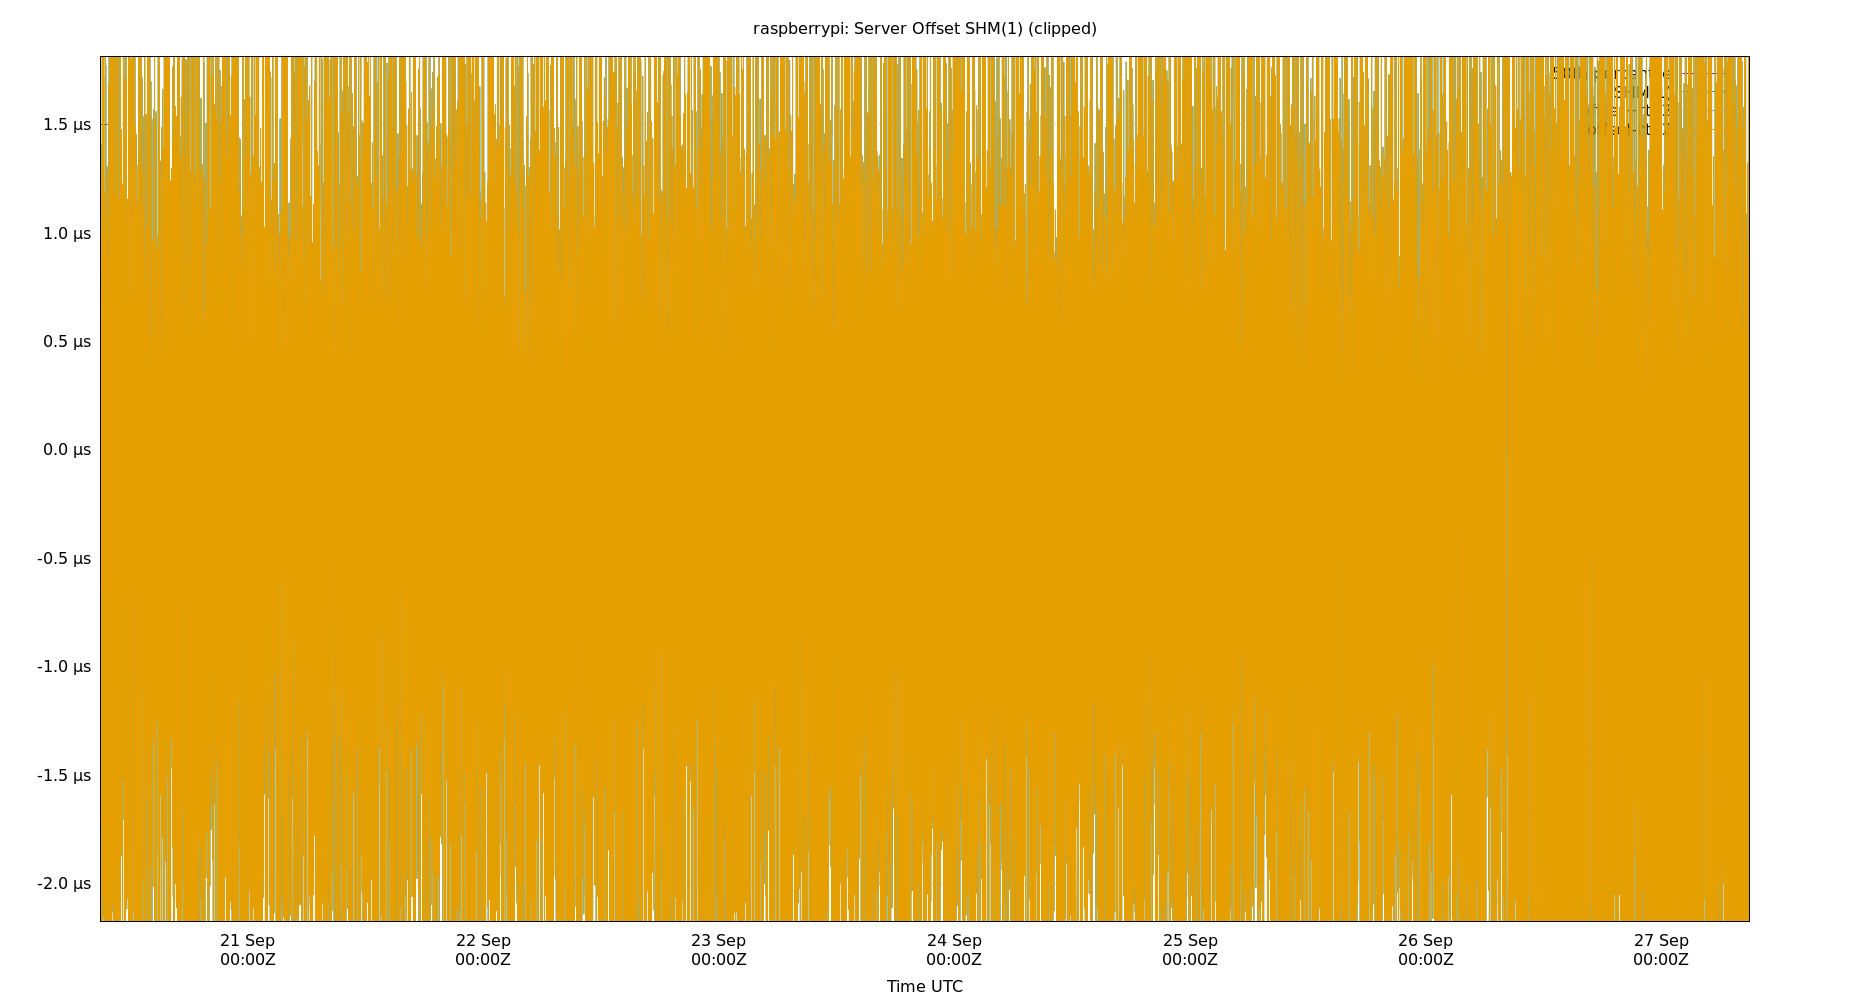 raspberrypi: Server Offset SHM(1) (clipped)
1.5 µs
1.0 µs
0.5 µs
0.0 µs
-0.5 µs
-1.0 µs
-1.5 µs
-2.0 µs
21 Sep 22 Sep 23 Sep 24 Sep 25 Sep 26 Sep 27 Sep
00:00Z 00:00Z 00:00Z 00:00Z 00:00Z 00:00Z 00:00Z
Time UTC